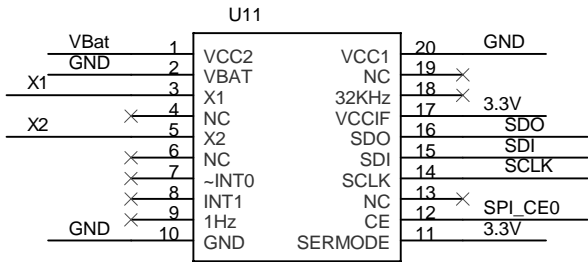 U11
VBat 1 VCC2 VCC1 20 GND
GND 2 VBAT NC 19
X1 3 X1 32KHz 18
4 NC VCCIF 17 3.3V
X2 5 X2 SDO 16 SDO
6 NC SDI 15 SDI
7 ~INT0 SCLK 14 SCLK
8 INT1 NC 13
9 1Hz CE 12 SPI_CE0
GND 10 GND SERMODE 11 3.3V